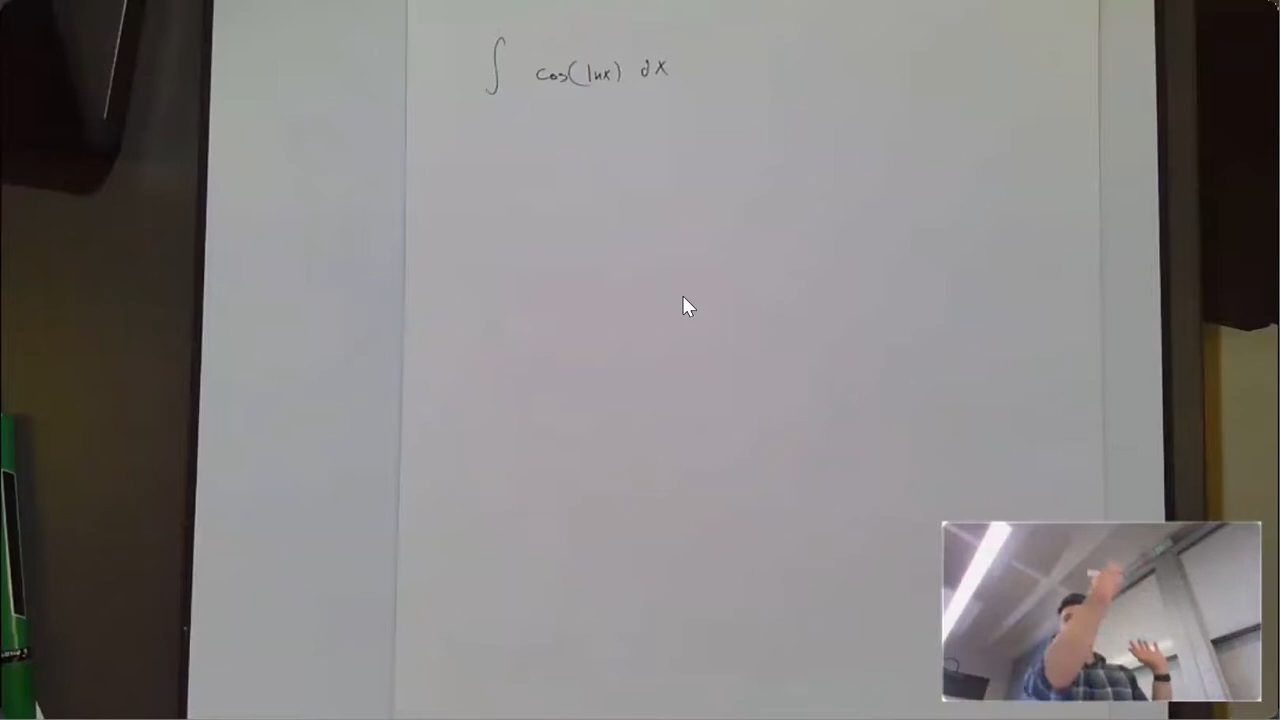 ∫ cos(lnx) dx